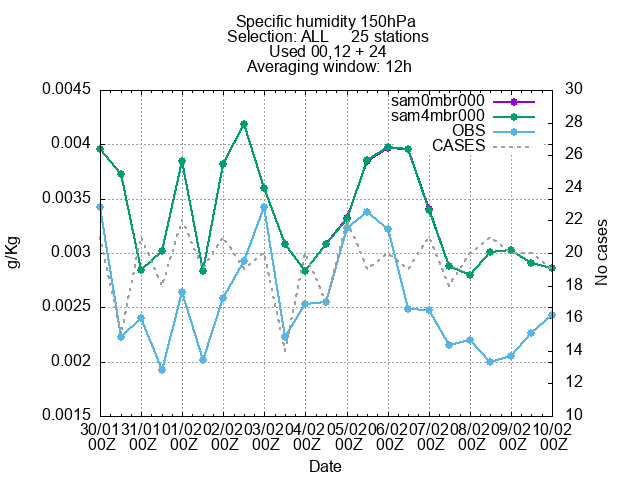 Specific humidity 150hPa
Selection: ALL 25 stations
Used 00,12 + 24
Averaging window: 12h
0.0045
0.004
0.0035
0.003
0.0025
0.002
0.0015
g/Kg
sam0mbr000
sam4mbr000
OBS
CASES
30
28
26
24
22
20
18
16
14
12
10
No cases
30/01 31/01 01/02 02/02 03/02 04/02 05/02 06/02 07/02 08/02 09/02 10/02
00Z 00Z 00Z 00Z 00Z 00Z 00Z 00Z 00Z 00Z 00Z 00Z
Date